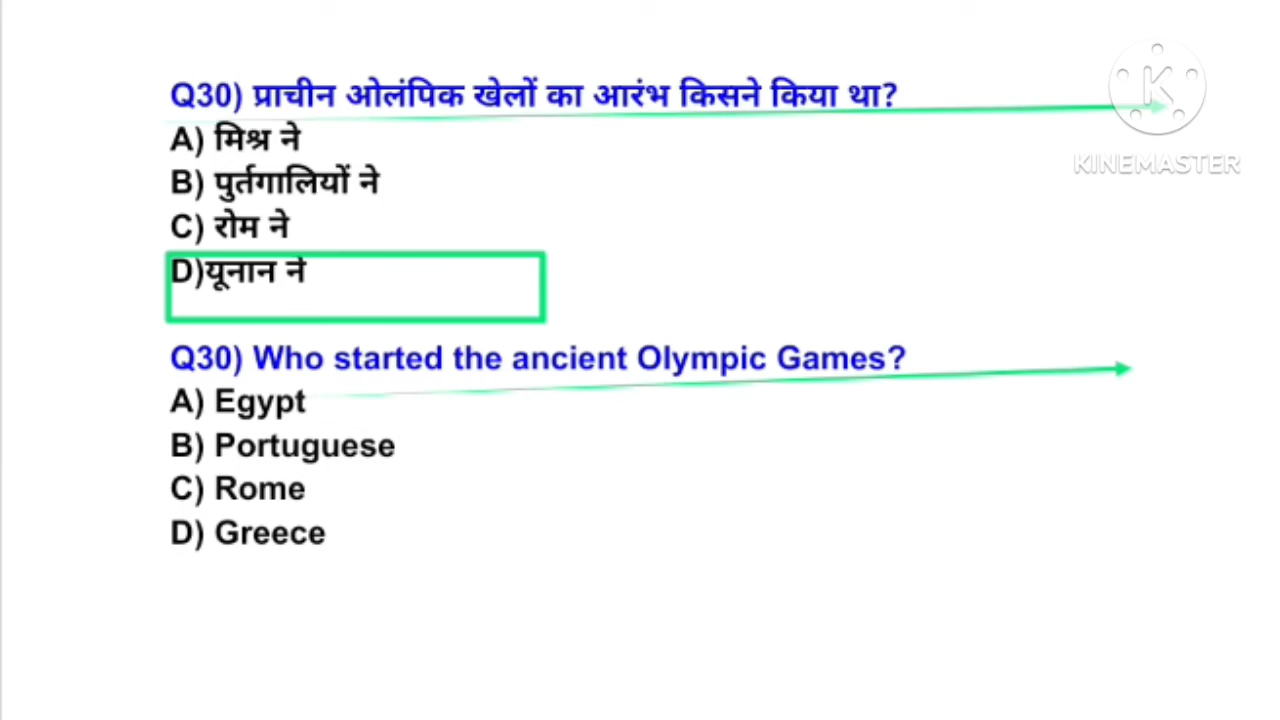 Q30) प्राचीन ओलंपिक खेलों का आरंभ किसने किया था?
KINEMASTER
A) मिश्र ने
B) पुर्तगालियों ने
C) रोम ने
D)यूनान ने
Q30) Who started the ancient Olympic Games?
A) Egypt
B) Portuguese
C) Rome
D) Greece